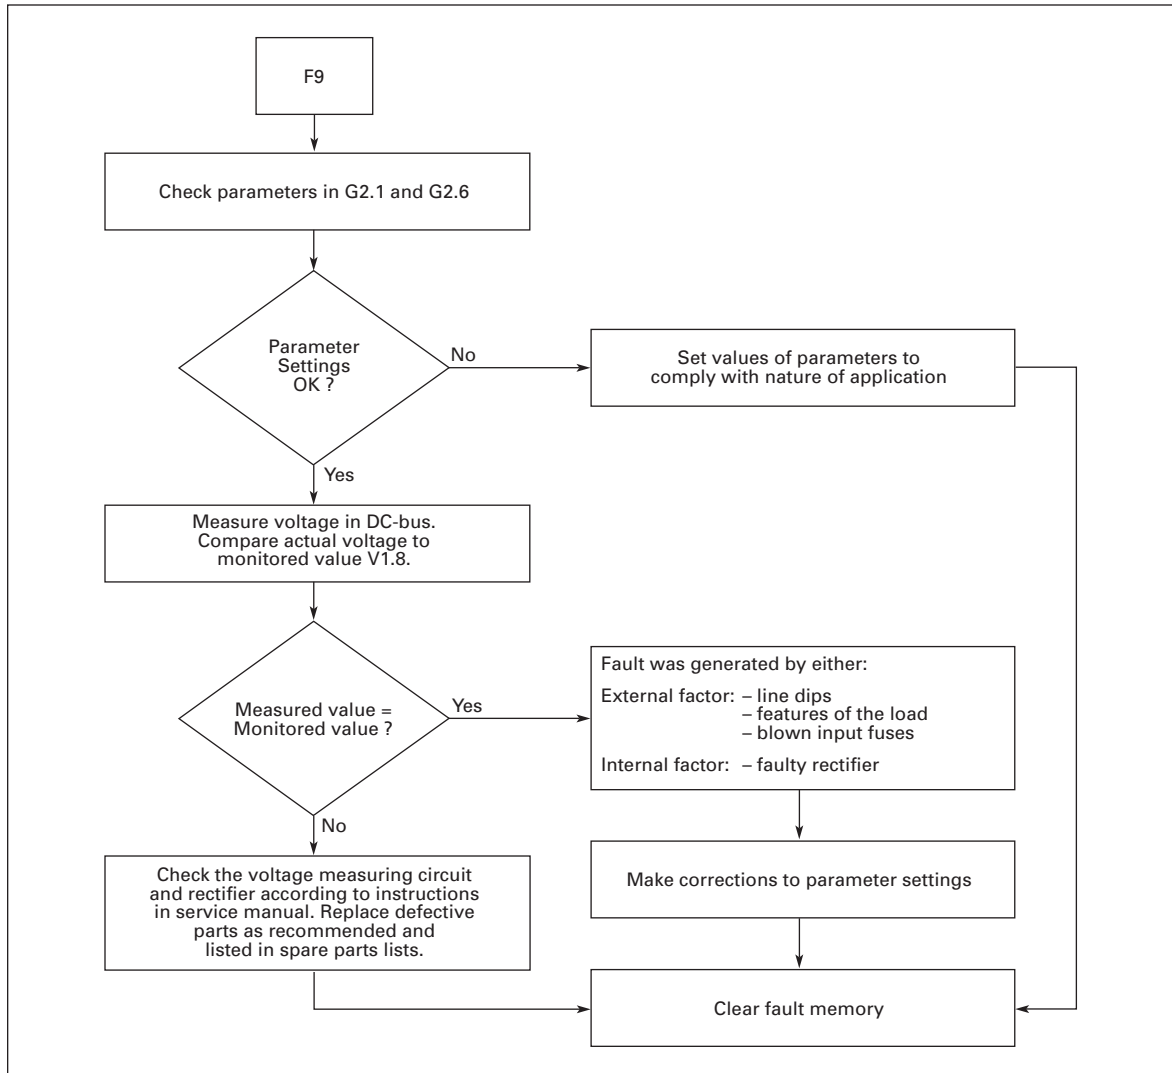 F9
Check parameters in G2.1 and G2.6
Parameter
Settings
OK ?
No
Set values of parameters to
comply with nature of application
Yes
Measure voltage in DC-bus.
Compare actual voltage to
monitored value V1.8.
Measured value =
Monitored value ?
Yes
Fault was generated by either:
External factor: – line dips
– features of the load
– blown input fuses
Internal factor: – faulty rectifier
No
Check the voltage measuring circuit
and rectifier according to instructions
in service manual. Replace defective
parts as recommended and
listed in spare parts lists.
Make corrections to parameter settings
Clear fault memory